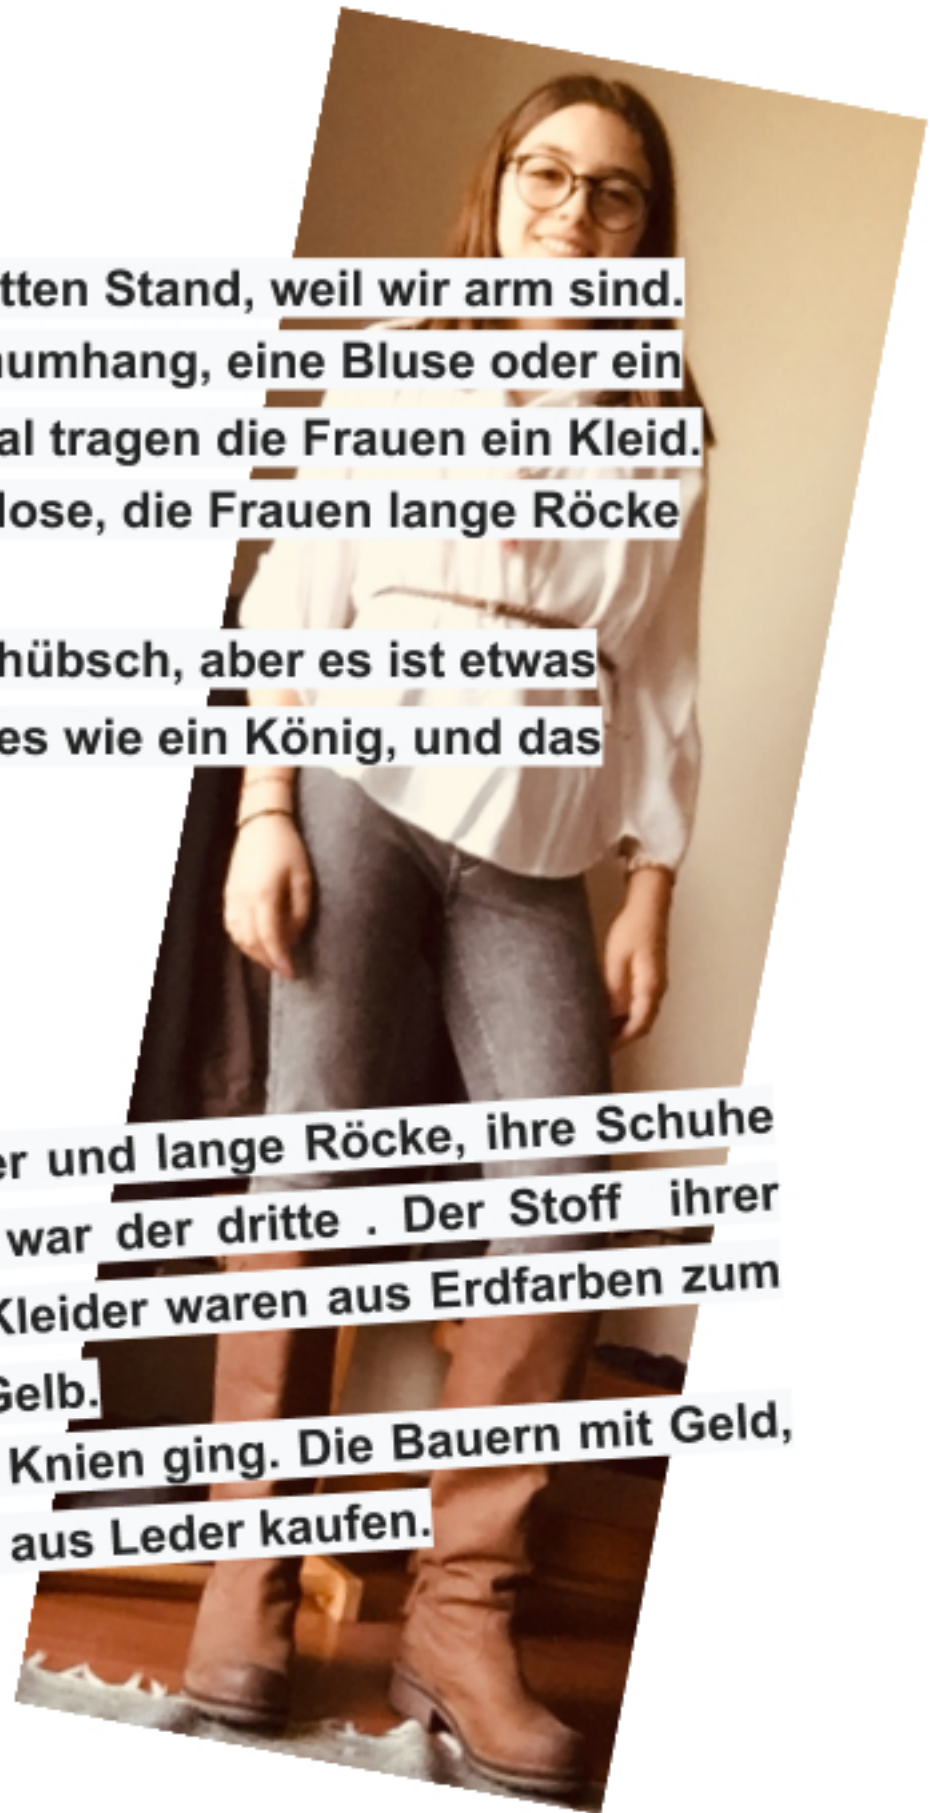 tten Stand, weil wir arm sind.
umhang, eine Bluse oder ein
al tragen die Frauen ein Kleid.
lose, die Frauen lange Röcke
hübsch, aber es ist etwas
es wie ein König, und das
er und lange Röcke, ihre Schuhe
war der dritte . Der Stoff ihrer
Kleider waren aus Erdfarben zum
Gelb.
Knien ging. Die Bauern mit Geld,
aus Leder kaufen.